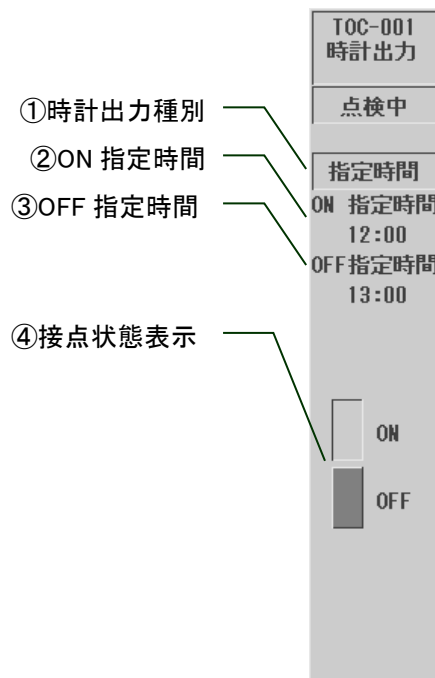 TOC-001
時計出力
点検中
①時計出力種別
指定時間
②ON 指定時間
ON 指定時間
12:00
③OFF 指定時間
OFF指定時間
13:00
④接点状態表示
ON
OFF